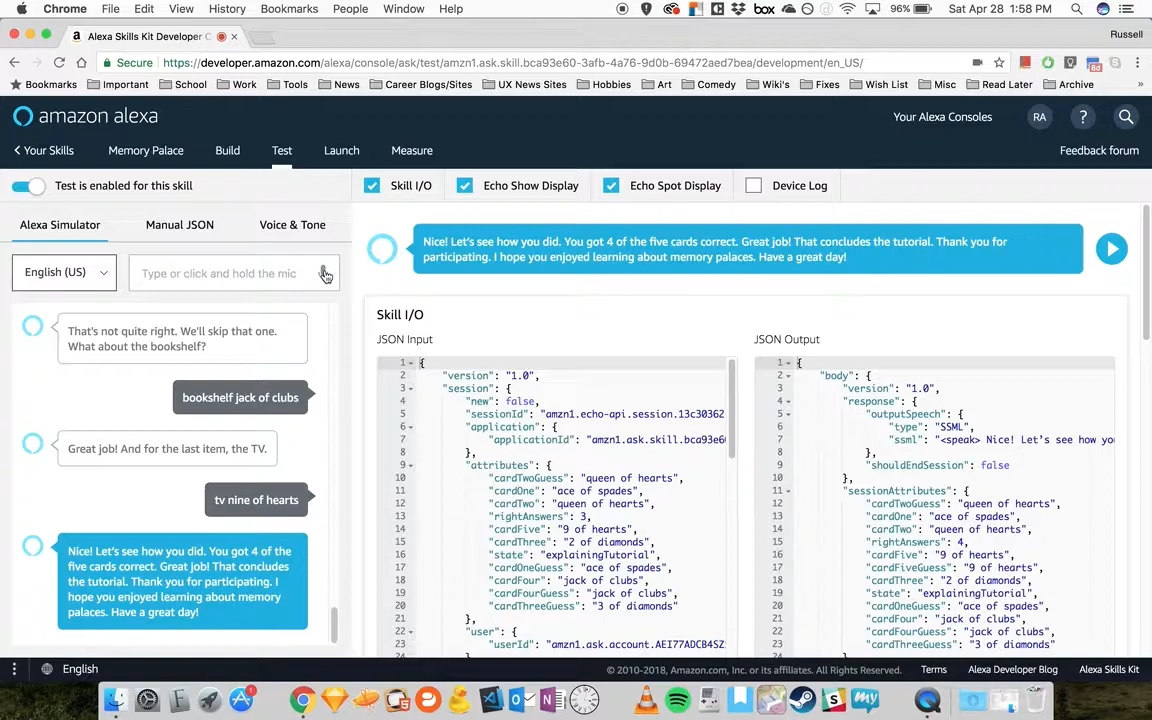 Chrome File Edit View History Bookmarks People Window Help
box 96% Sat Apr 28 1:58 PM
Alexa Skills Kit Developer C
Russell
Secure https://developer.amazon.com/alexa/console/ask/test/amzn1.ask.skill.bca93e60-3afb-4a76-9d0b-69472aed7bea/development/en_US/
Bookmarks Important School Work Tools News Career Blogs/Sites UX News Sites Hobbies Art Comedy Wiki's Fixes Wish List Misc Read Later Archive »
amazon alexa
Your Alexa Consoles RA ?
Your Skills Memory Palace Build Test Launch Measure Feedback forum
Test is enabled for this skill
Skill I/O Echo Show Display Echo Spot Display Device Log
Alexa Simulator Manual JSON Voice & Tone
English (US)
Type or click and hold the mic
That's not quite right. We'll skip that one.
What about the bookshelf?
bookshelf jack of clubs
Great job! And for the last item, the TV.
tv nine of hearts
Nice! Let's see how you did. You got 4 of the
five cards correct. Great job! That concludes
the tutorial. Thank you for participating. I
hope you enjoyed learning about memory
palaces. Have a great day!
Nice! Let's see how you did. You got 4 of the five cards correct. Great job! That concludes the tutorial. Thank you for
participating. I hope you enjoyed learning about memory palaces. Have a great day!
Skill I/O
JSON Input
1 {
2 "version": "1.0",
3 "session": {
4 "new": false,
5 "sessionId": "amzn1.echo-api.session.13c30362
6 "application": {
7 "applicationId": "amzn1.ask.skill.bca93e6
8 },
9 "attributes": {
10 "cardTwoGuess": "queen of hearts",
11 "cardOne": "ace of spades",
12 "cardTwo": "queen of hearts",
13 "rightAnswers": 3,
14 "cardFive": "9 of hearts",
15 "cardThree": "2 of diamonds",
16 "state": "explainingTutorial",
17 "cardOneGuess": "ace of spades",
18 "cardFour": "jack of clubs",
19 "cardFourGuess": "jack of clubs",
20 "cardThreeGuess": "3 of diamonds"
21 },
22 "user": {
23 "userId": "amzn1.ask.account.AEI77ADCB4SZ
24
JSON Output
1 {
2 "body": {
3 "version": "1.0",
4 "response": {
5 "outputSpeech": {
6 "type": "SSML",
7 "ssml": "<speak> Nice! Let's see how yo
8 },
9 "shouldEndSession": false
10 },
11 "sessionAttributes": {
12 "cardTwoGuess": "queen of hearts",
13 "cardOne": "ace of spades",
14 "cardTwo": "queen of hearts",
15 "rightAnswers": 4,
16 "cardFive": "9 of hearts",
17 "cardFiveGuess": "9 of hearts",
18 "cardThree": "2 of diamonds",
19 "state": "explainingTutorial",
20 "cardOneGuess": "ace of spades",
21 "cardFour": "jack of clubs",
22 "cardFourGuess": "jack of clubs",
23 "cardThreeGuess": "3 of diamonds"
English
© 2010-2018, Amazon.com, Inc. or its affiliates. All Rights Reserved. Terms Alexa Developer Blog Alexa Skills Kit